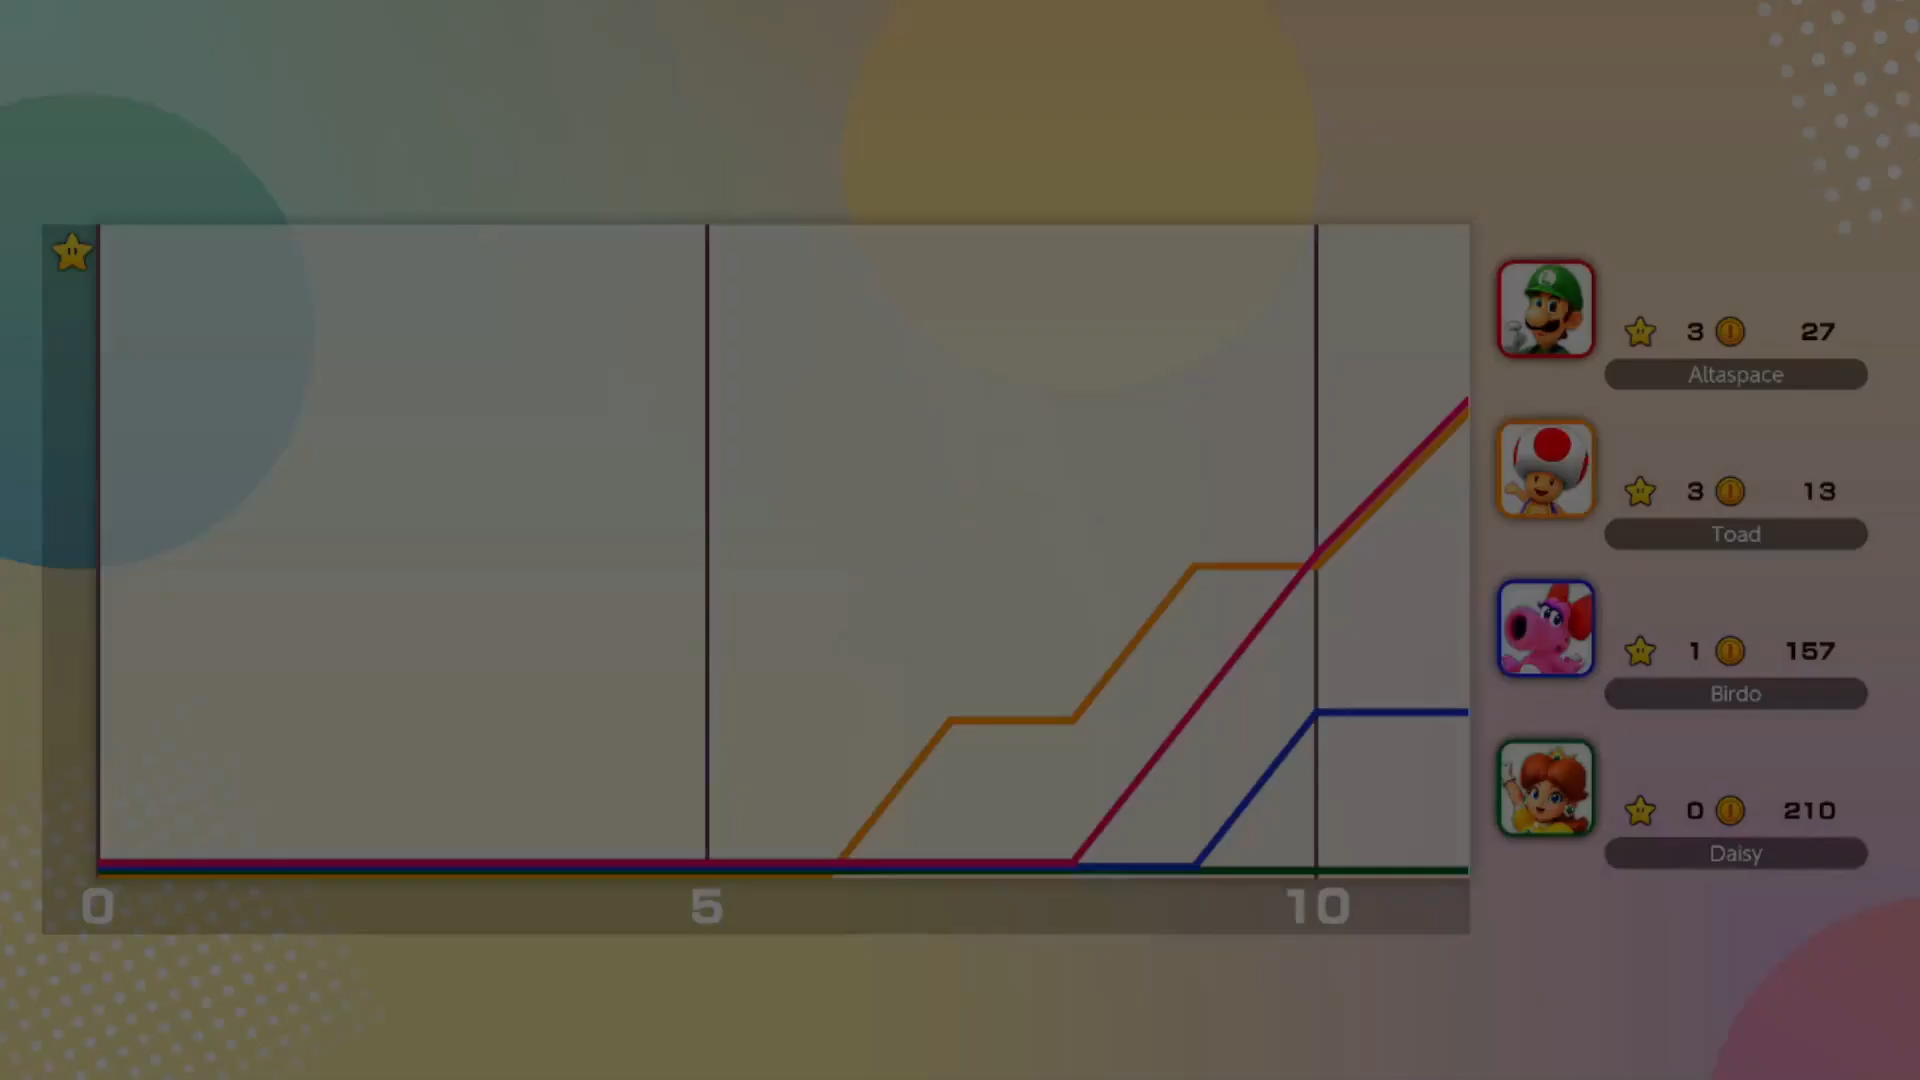 3 27
Altaspace
3 13
Toad
1 157
Birdo
0 210
Daisy
0 5 10